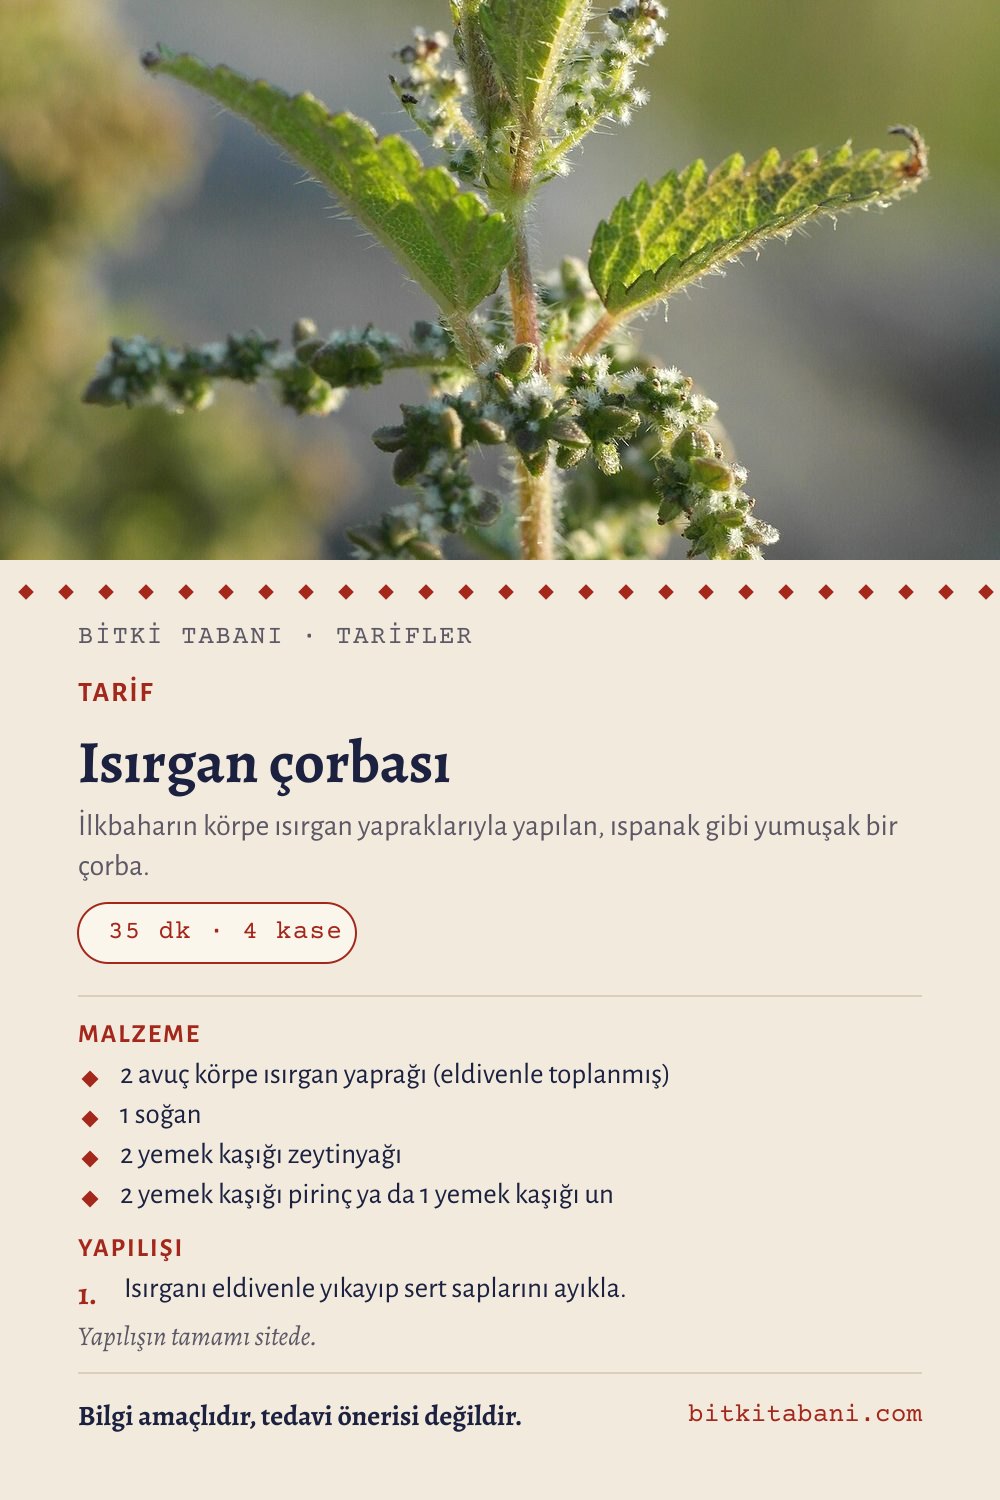 BİTKİ TABANI · TARİFLER
TARİF
Isırgan çorbası
İlkbaharın körpe ısırgan yapraklarıyla yapılan, ıspanak gibi yumuşak bir
çorba.
35 dk · 4 kase
MALZEME
2 avuç körpe ısırgan yaprağı (eldivenle toplanmış)
1 soğan
2 yemek kaşığı zeytinyağı
2 yemek kaşığı pirinç ya da 1 yemek kaşığı un
YAPILIŞI
1. Isırganı eldivenle yıkayıp sert saplarını ayıkla.
Yapılışın tamamı sitede.
Bilgi amaçlıdır, tedavi önerisi değildir.
bitkitabani.com